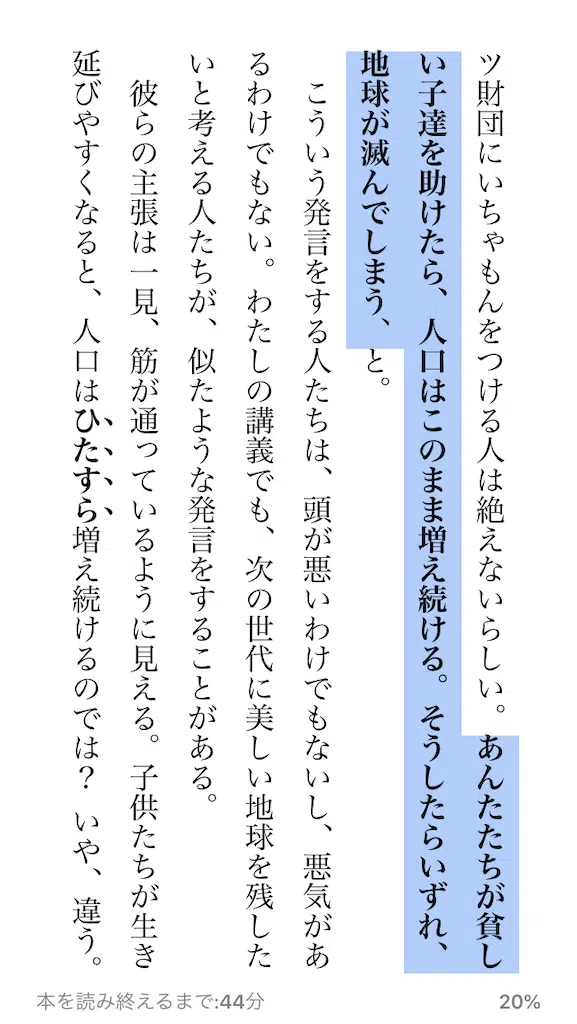 ツ財団にいちゃもんをつける人は絶えないらしい。あんたたちが貧し
い子達を助けたら、人口はこのまま増え続ける。そうしたらいずれ、
地球が滅んでしまう、と。
こういう発言をする人たちは、頭が悪いわけでもないし、悪気があ
るわけでもない。わたしの講義でも、次の世代に美しい地球を残した
いと考える人たちが、似たような発言をすることがある。
彼らの主張は一見、筋が通っているように見える。子供たちが生き
延びやすくなると、人口はひたすら増え続けるのでは？いや、違う。
本を読み終えるまで:44分
20%